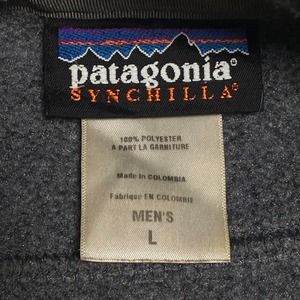 patagonia®
SYNCHILLA®
100% POLYESTER
A PART LA GARNITURE
Made in COLOMBIA
Fabriqué EN COLOMBIE
MEN'S
L